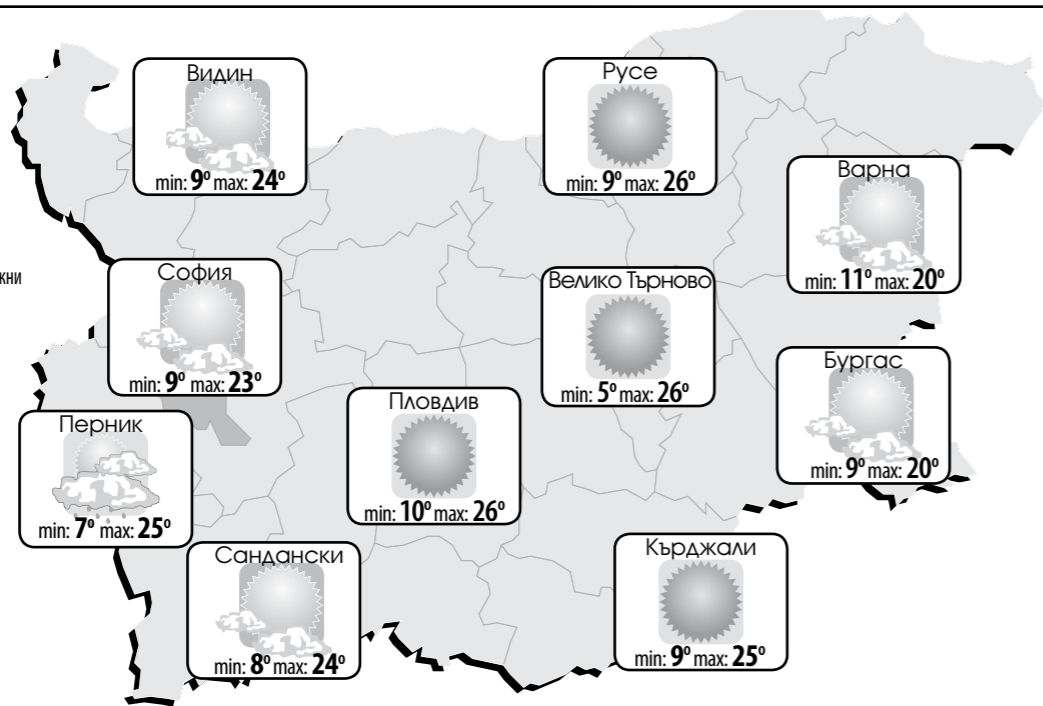 Видин
min: 9° max: 24°
Русе
min: 9° max: 26°
Варна
min: 11° max: 20°
София
min: 9° max: 23°
Велико Търново
min: 5° max: 26°
Бургас
min: 9° max: 20°
Пловдив
min: 10° max: 26°
Перник
min: 7° max: 25°
Сандански
min: 8° max: 24°
Кърджали
min: 9° max: 25°